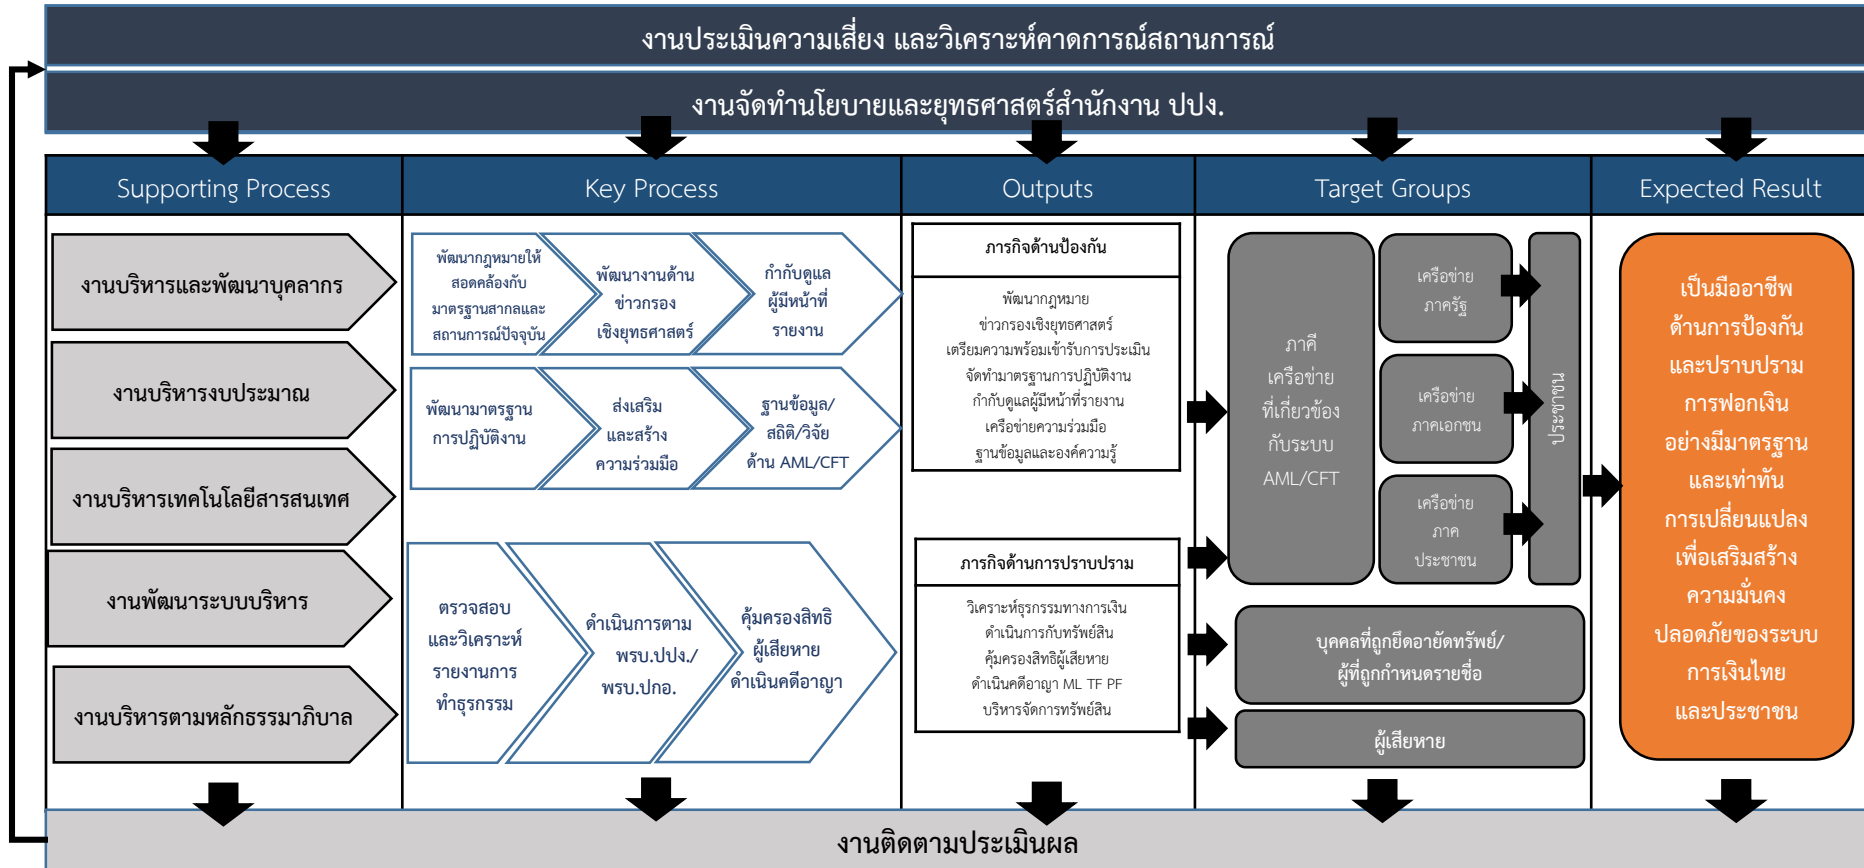 งานประเมินความเสี่ยง และวิเคราะห์คาดการณ์สถานการณ์
งานจัดทำนโยบายและยุทธศาสตร์สำนักงาน ปปง.
Supporting Process
งานบริหารและพัฒนาบุคลากร
งานบริหารงบประมาณ
งานบริหารเทคโนโลยีสารสนเทศ
งานพัฒนาระบบบริหาร
งานบริหารตามหลักธรรมาภิบาล
Key Process
พัฒนากฎหมายให้
สอดคล้องกับ
มาตรฐานสากลและ
สถานการณ์ปัจจุบัน
พัฒนางานด้าน
ข่าวกรอง
เชิงยุทธศาสตร์
กำกับดูแล
ผู้มีหน้าที่
รายงาน
พัฒนามาตรฐาน
การปฏิบัติงาน
ส่งเสริม
และสร้าง
ความร่วมมือ
ฐานข้อมูล/
สถิติ/วิจัย
ด้าน AML/CFT
ตรวจสอบ
และวิเคราะห์
รายงานการ
ทำธุรกรรม
ดำเนินการตาม
พรบ.ปปง./
พรบ.ปกอ.
คุ้มครองสิทธิ
ผู้เสียหาย
ดำเนินคดีอาญา
Outputs
ภารกิจด้านป้องกัน
พัฒนากฎหมาย
ข่าวกรองเชิงยุทธศาสตร์
เตรียมความพร้อมเข้ารับการประเมิน
จัดทำมาตรฐานการปฏิบัติงาน
กำกับดูแลผู้มีหน้าที่รายงาน
เครือข่ายความร่วมมือ
ฐานข้อมูลและองค์ความรู้
ภารกิจด้านการปราบปราม
วิเคราะห์ธุรกรรมทางการเงิน
ดำเนินการกับทรัพย์สิน
คุ้มครองสิทธิผู้เสียหาย
ดำเนินคดีอาญา ML TF PF
บริหารจัดการทรัพย์สิน
Target Groups
ภาคี
เครือข่าย
ที่เกี่ยวข้อง
กับระบบ
AML/CFT
เครือข่าย
ภาครัฐ
เครือข่าย
ภาคเอกชน
เครือข่าย
ภาค
ประชาชน
ประชาชน
บุคคลที่ถูกยึดอายัดทรัพย์/
ผู้ที่ถูกกำหนดรายชื่อ
ผู้เสียหาย
Expected Result
เป็นมืออาชีพ
ด้านการป้องกัน
และปราบปราม
การฟอกเงิน
อย่างมีมาตรฐาน
และเท่าทัน
การเปลี่ยนแปลง
เพื่อเสริมสร้าง
ความมั่นคง
ปลอดภัยของระบบ
การเงินไทย
และประชาชน
งานติดตามประเมินผล